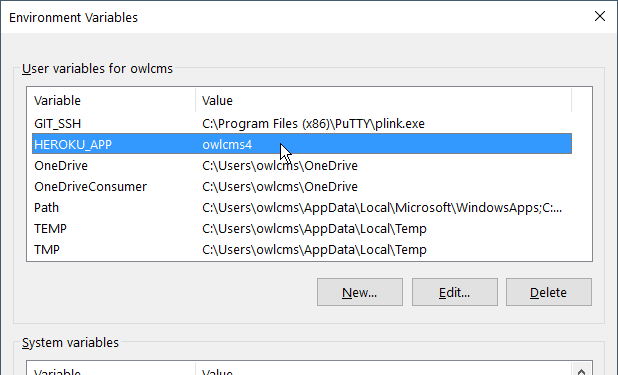 Environment Variables
User variables for owlcms
Variable Value
GIT_SSH C:\Program Files (x86)\PuTTY\plink.exe
HEROKU_APP owlcms4
OneDrive C:\Users\owlcms\OneDrive
OneDriveConsumer C:\Users\owlcms\OneDrive
Path C:\Users\owlcms\AppData\Local\Microsoft\WindowsApps;C:...
TEMP C:\Users\owlcms\AppData\Local\Temp
TMP C:\Users\owlcms\AppData\Local\Temp
New... Edit... Delete
System variables
Variable Value